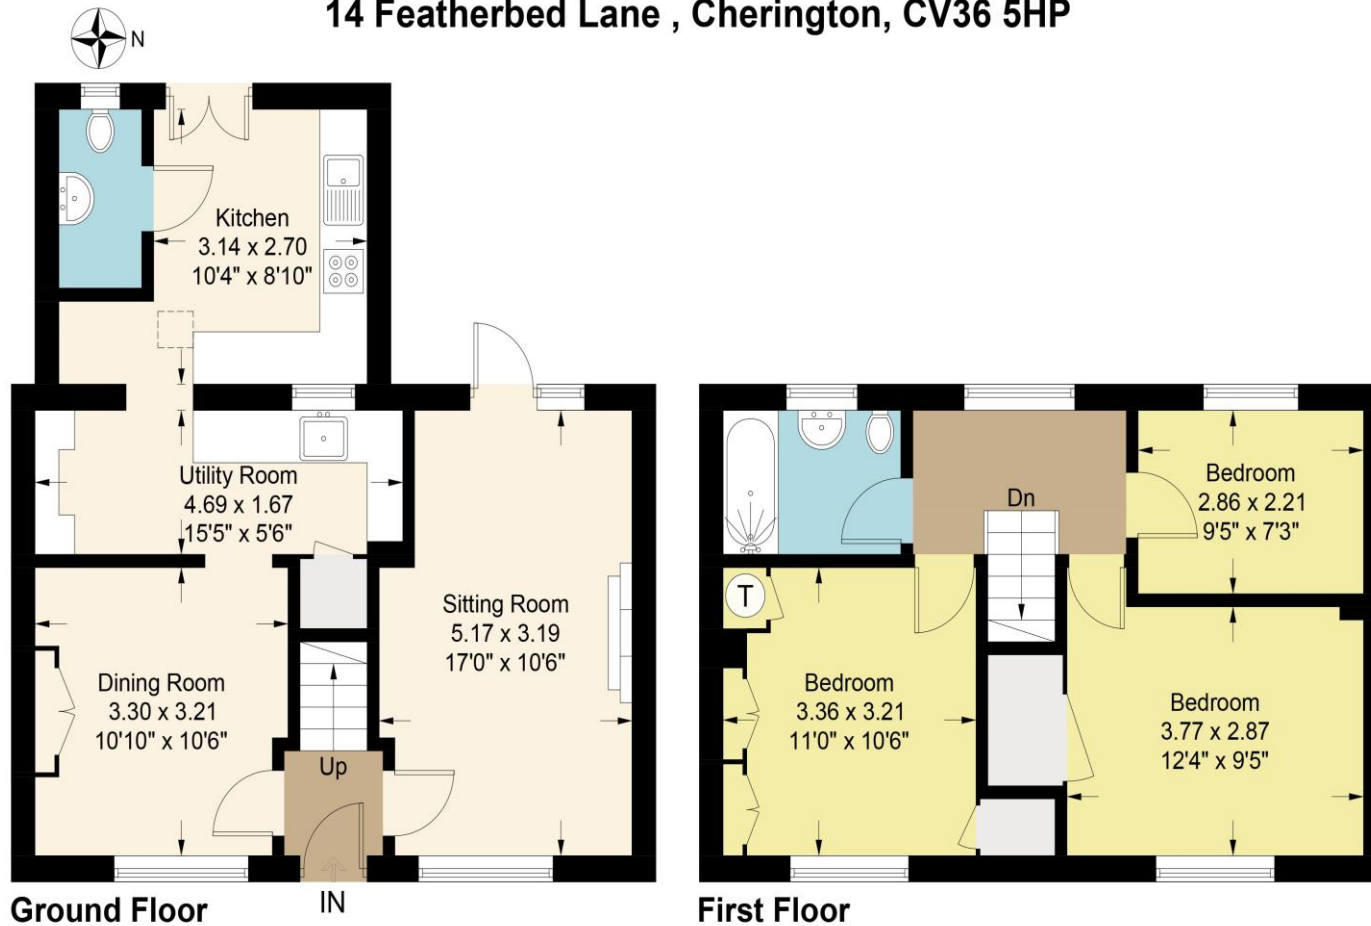 14 Featherbed Lane , Cherington, CV36 5HP
N
Kitchen
3.14 x 2.70
10'4" x 8'10"
Utility Room
4.69 x 1.67
15'5" x 5'6"
Sitting Room
5.17 x 3.19
17'0" x 10'6"
Dining Room
3.30 x 3.21
10'10" x 10'6"
Up
IN
Ground Floor
Bedroom
2.86 x 2.21
9'5" x 7'3"
Dn
T
Bedroom
3.36 x 3.21
11'0" x 10'6"
Bedroom
3.77 x 2.87
12'4" x 9'5"
First Floor